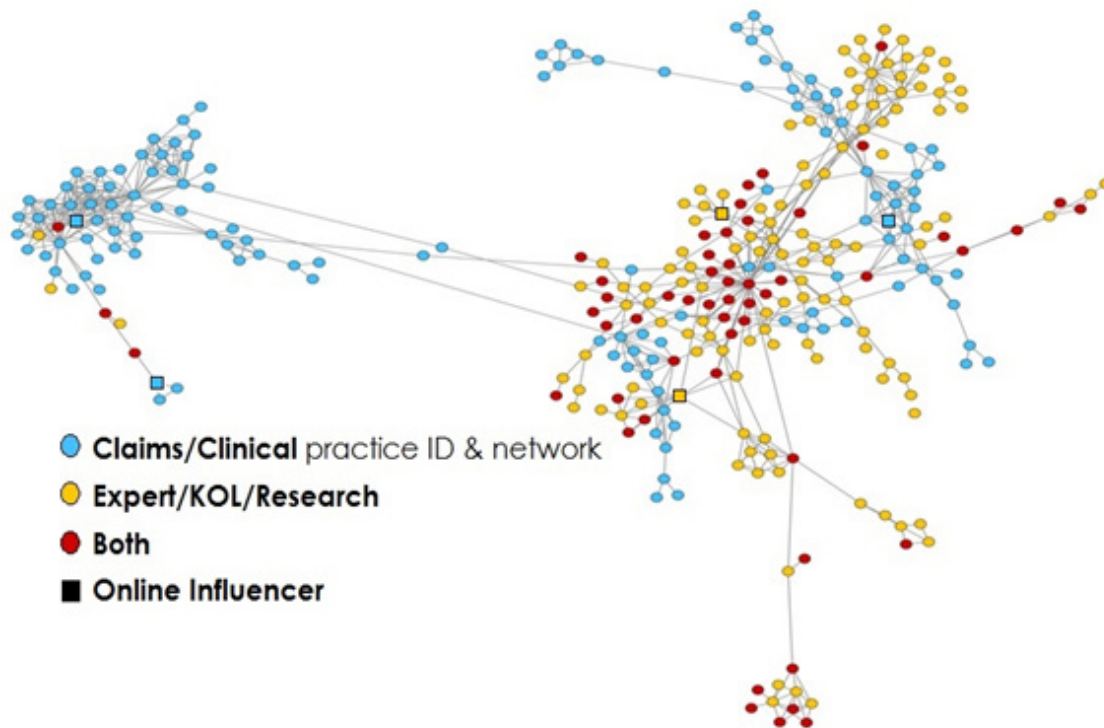 Claims/Clinical practice ID & network
Expert/KOL/Research
Both
Online Influencer